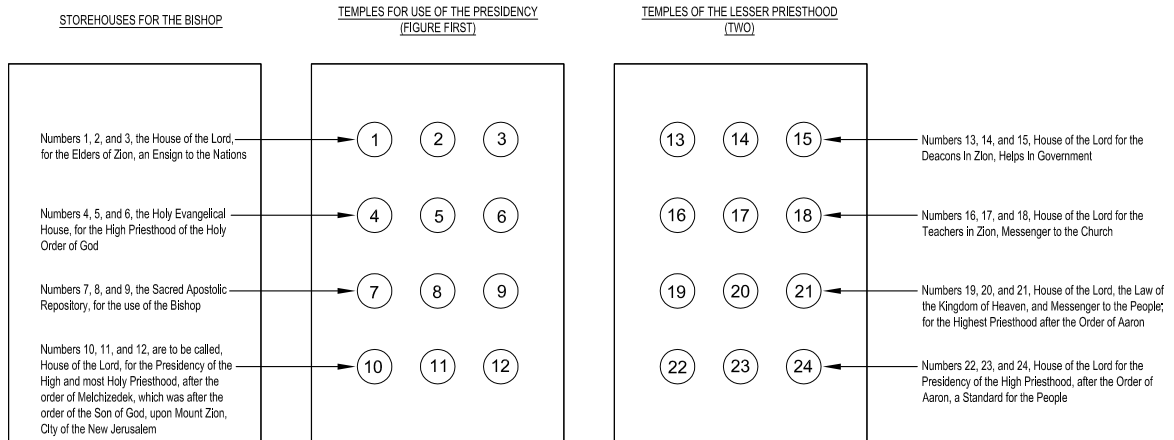 STOREHOUSES FOR THE BISHOP
TEMPLES FOR USE OF THE PRESIDENCY
(FIGURE FIRST)
TEMPLES OF THE LESSER PRIESTHOOD
(TWO)
Numbers 1, 2, and 3, the House of the Lord,
for the Elders of Zion, an Ensign to the Nations
1 2 3
13 14 15
Numbers 13, 14, and 15, House of the Lord for the
Deacons In Zion, Helps In Government
Numbers 4, 5, and 6, the Holy Evangelical
House, for the High Priesthood of the Holy
Order of God
4 5 6
16 17 18
Numbers 16, 17, and 18, House of the Lord for the
Teachers in Zion, Messenger to the Church
Numbers 7, 8, and 9, the Sacred Apostolic
Repository, for the use of the Bishop
7 8 9
19 20 21
Numbers 19, 20, and 21, House of the Lord, the Law of
the Kingdom of Heaven, and Messenger to the People;
for the Highest Priesthood after the Order of Aaron
Numbers 10, 11, and 12, are to be called,
House of the Lord, for the Presidency of the
High and most Holy Priesthood, after the
order of Melchizedek, which was after the
order of the Son of God, upon Mount Zion,
City of the New Jerusalem
10 11 12
22 23 24
Numbers 22, 23, and 24, House of the Lord for the
Presidency of the High Priesthood, after the Order of
Aaron, a Standard for the People